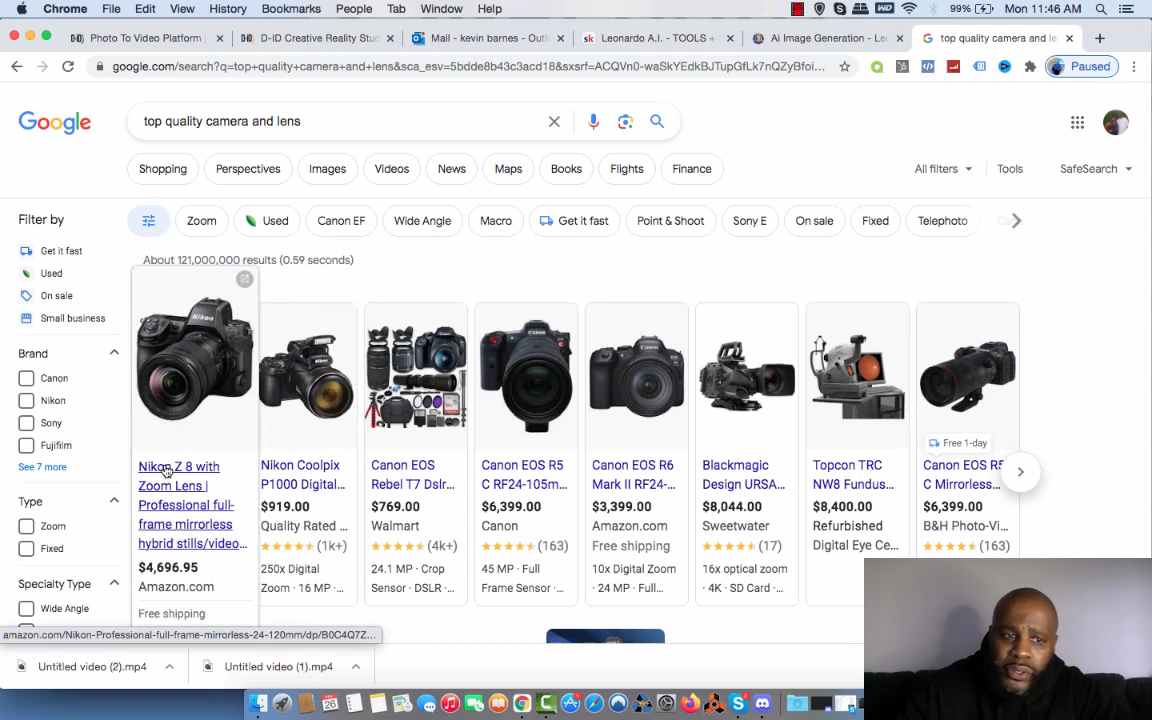 Chrome File Edit View History Bookmarks People Tab Window Help 99% Mon 11:46 AM
Photo To Video Platform
D-ID Creative Reality Stud
Mail - kevin barnes - Outlo
Leonardo A.I. - TOOLS +
Ai Image Generation - Leo
top quality camera and len
google.com/search?q=top+quality+camera+and+lens&sca_esv=5bdde8b43c3acd18&sxsrf=ACQVn0-waSkYEdkBJTupGfLk7nQZyBfoi...
Paused
Google
top quality camera and lens
Shopping Perspectives Images Videos News Maps Books Flights Finance
All filters Tools SafeSearch
Filter by
Get it fast
Used
On sale
Small business
Brand
Canon
Nikon
Sony
Fujifilm
See 7 more
Type
Zoom
Fixed
Specialty Type
Wide Angle
Zoom Used Canon EF Wide Angle Macro Get it fast Point & Shoot Sony E On sale Fixed Telephoto
About 121,000,000 results (0.59 seconds)
Nikon
Nikon Z 8 with
Zoom Lens |
Professional full-
frame mirrorless
hybrid stills/video...
$4,696.95
Amazon.com
Free shipping
Nikon Coolpix
P1000 Digital...
$919.00
Quality Rated ...
(1k+)
250x Digital
Zoom · 16 MP ·
Canon EOS
Rebel T7 Dslr...
$769.00
Walmart
(4k+)
24.1 MP · Crop
Sensor · DSLR ·
Canon EOS R5
C RF24-105m...
$6,399.00
Canon
(163)
45 MP · Full
Frame Sensor ·
Canon EOS R6
Mark II RF24-...
$3,399.00
Amazon.com
Free shipping
10x Digital Zoom
· 24 MP · Full...
Blackmagic
Design URSA...
$8,044.00
Sweetwater
(17)
16x optical zoom
· 4K · SD Card ·
Topcon TRC
NW8 Fundus...
$8,400.00
Refurbished
Digital Eye Ce...
Free 1-day
Canon EOS R5
C Mirrorless...
$6,399.00
B&H Photo-Vi...
(163)
amazon.com/Nikon-Professional-full-frame-mirrorless-24-120mm/dp/B0C4Q7Z...
Untitled video (2).mp4
Untitled video (1).mp4